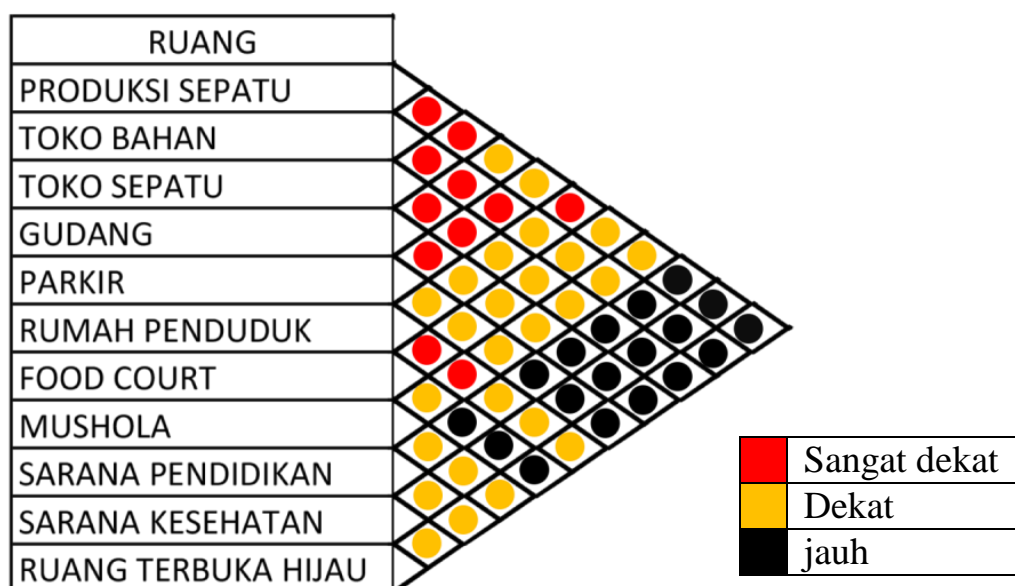 RUANG
PRODUKSI SEPATU
TOKO BAHAN
TOKO SEPATU
GUDANG
PARKIR
RUMAH PENDUDUK
FOOD COURT
MUSHOLA
SARANA PENDIDIKAN
SARANA KESEHATAN
RUANG TERBUKA HIJAU
Sangat dekat
Dekat
jauh